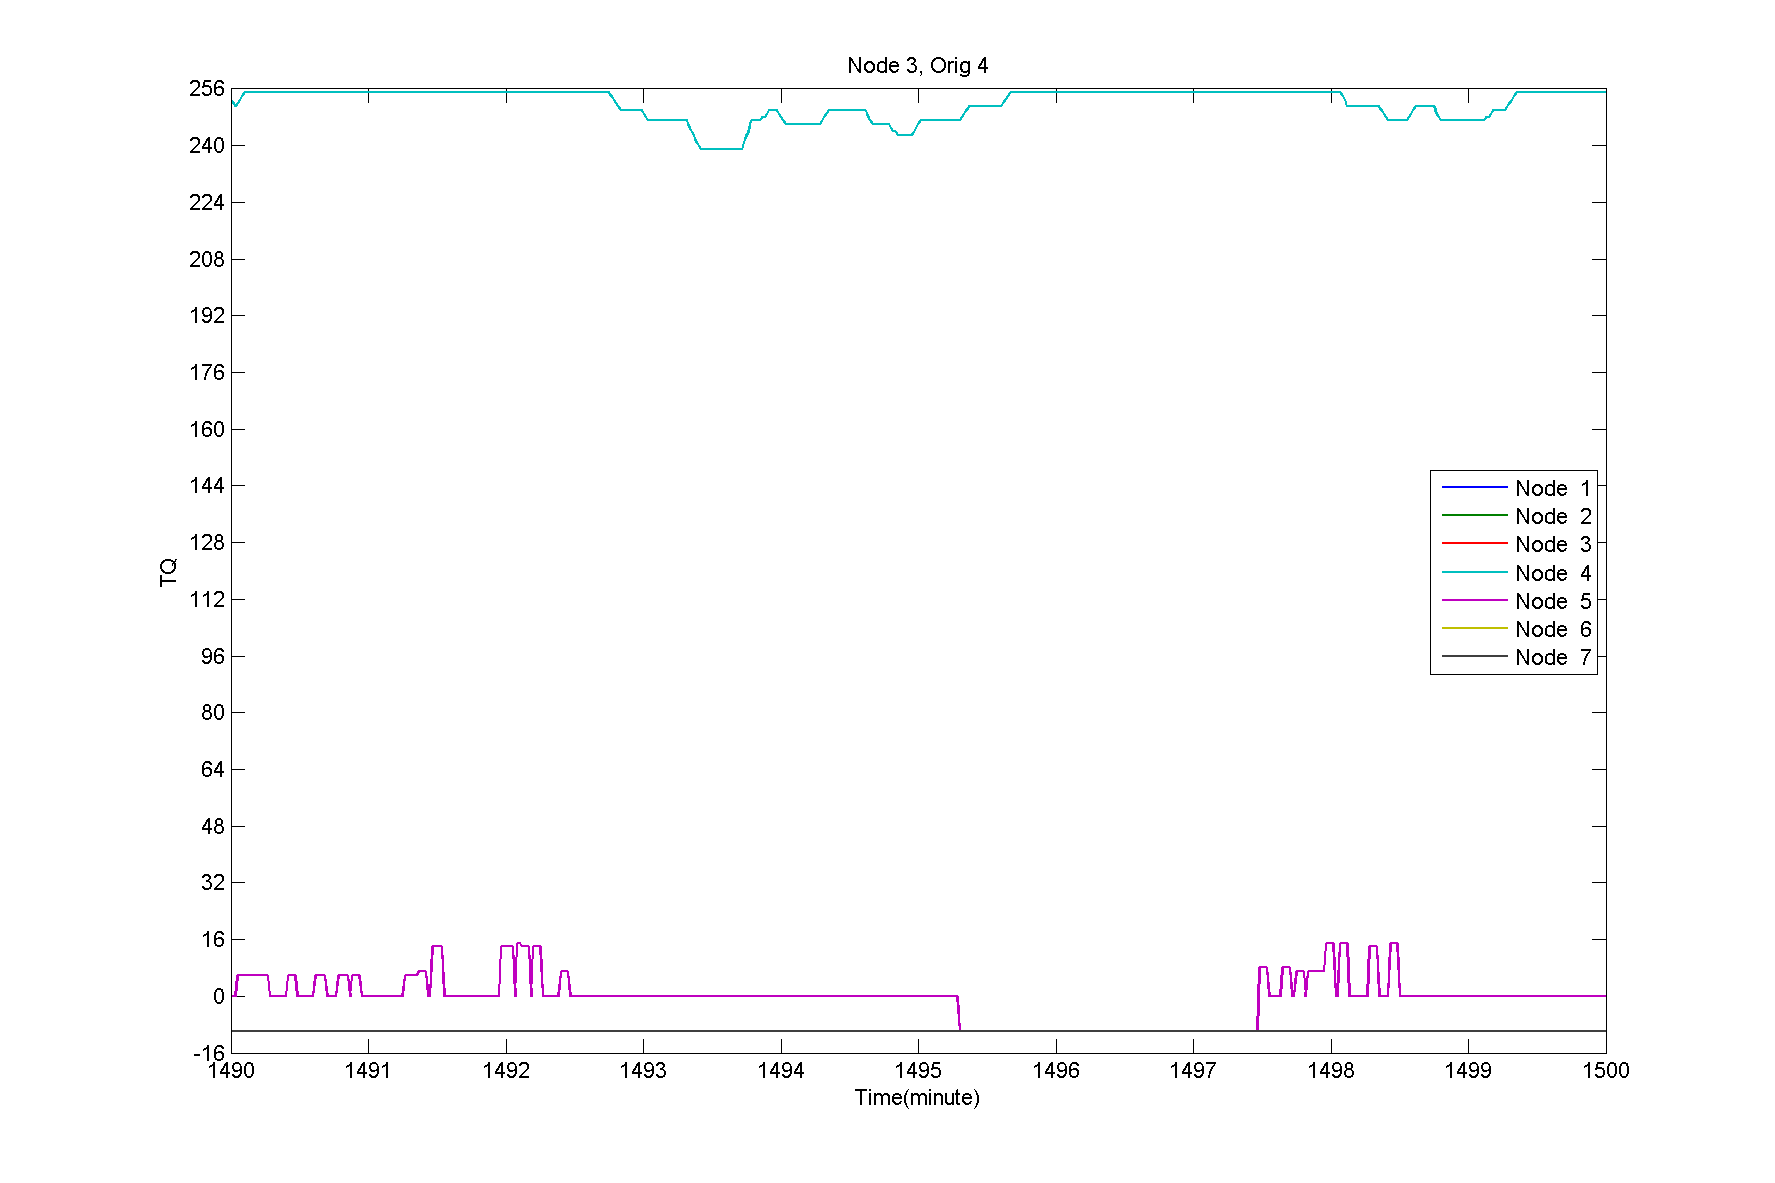 Node 3, Orig 4
256
240
224
208
192
176
160
144
128
112
96
80
64
48
32
16
0
-16
TQ
Node 1
Node 2
Node 3
Node 4
Node 5
Node 6
Node 7
1490 1491 1492 1493 1494 1495 1496 1497 1498 1499 1500
Time(minute)